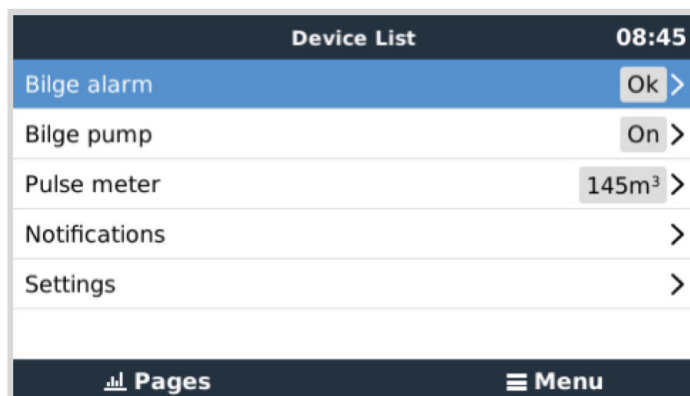 Device List 08:45
Bilge alarm Ok
Bilge pump On
Pulse meter 145m³
Notifications
Settings
Pages Menu